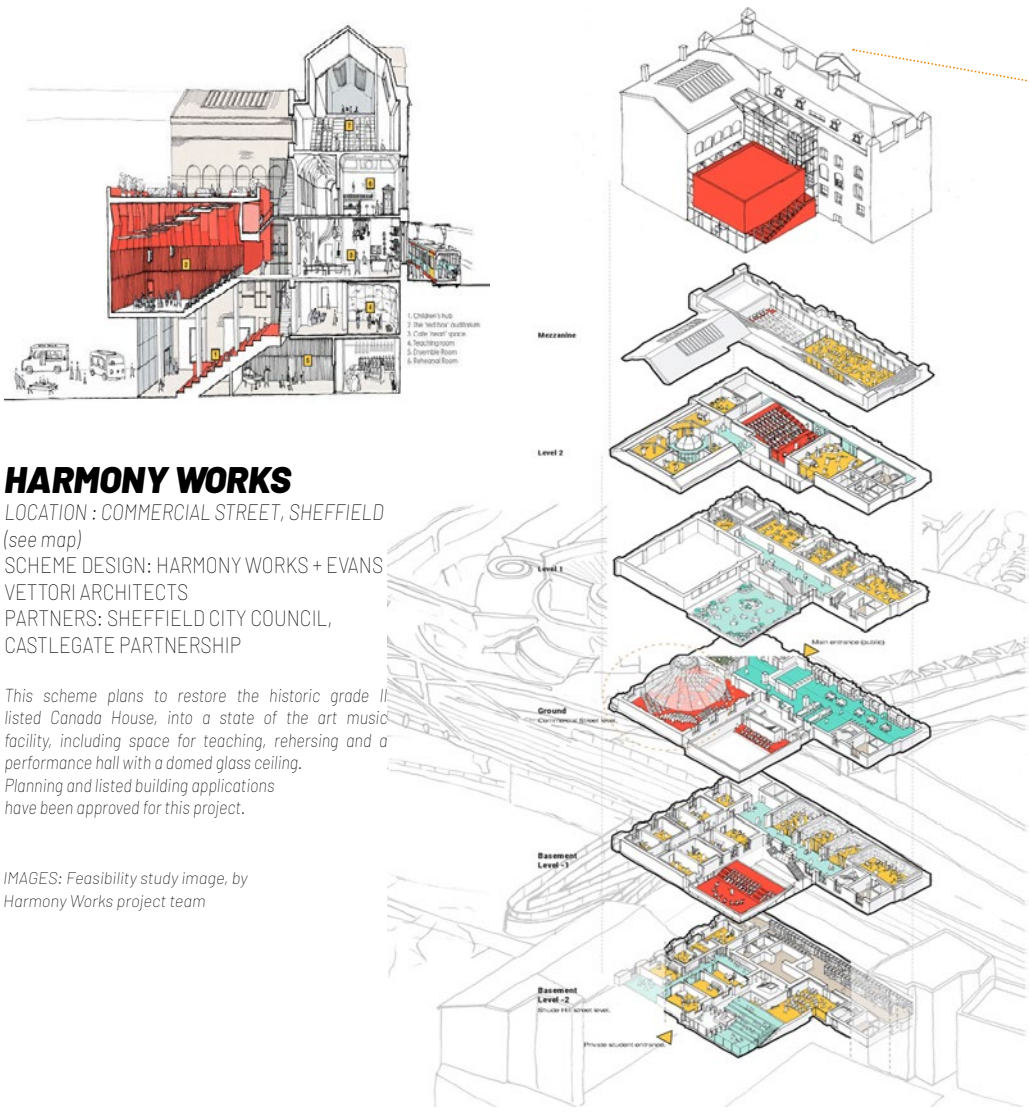 1. Children's hub
2. The 'red box' auditorium
3. Cafe 'heart' space
4. Teaching room
5. Ensemble Room
6. Rehearsal Room
HARMONY WORKS
LOCATION : COMMERCIAL STREET, SHEFFIELD
(see map)
SCHEME DESIGN: HARMONY WORKS + EVANS
VETTORI ARCHITECTS
PARTNERS: SHEFFIELD CITY COUNCIL,
CASTLEGATE PARTNERSHIP
This scheme plans to restore the historic grade II
listed Canada House, into a state of the art music
facility, including space for teaching, rehersing and a
performance hall with a domed glass ceiling.
Planning and listed building applications
have been approved for this project.
IMAGES: Feasibility study image, by
Harmony Works project team
Mezzanine
Level 2
Level 1
Main entrance (public)
Ground
Commercial Street level.
Basement
Level -1
Basement
Level -2
Shude Hill street level.
Private student entrance.